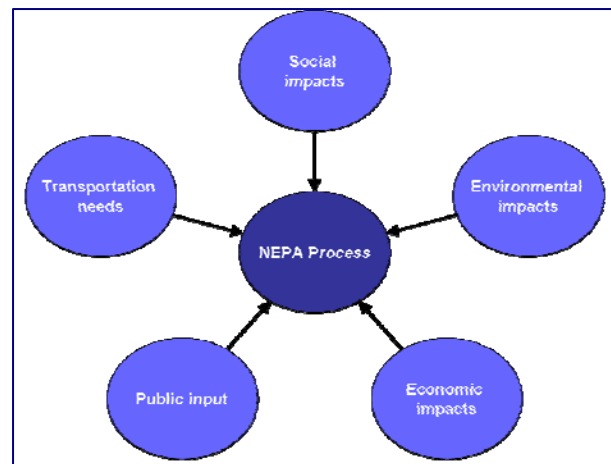 Social
impacts
Transportation
needs
Environmental
impacts
NEPA Process
Public input
Economic
impacts